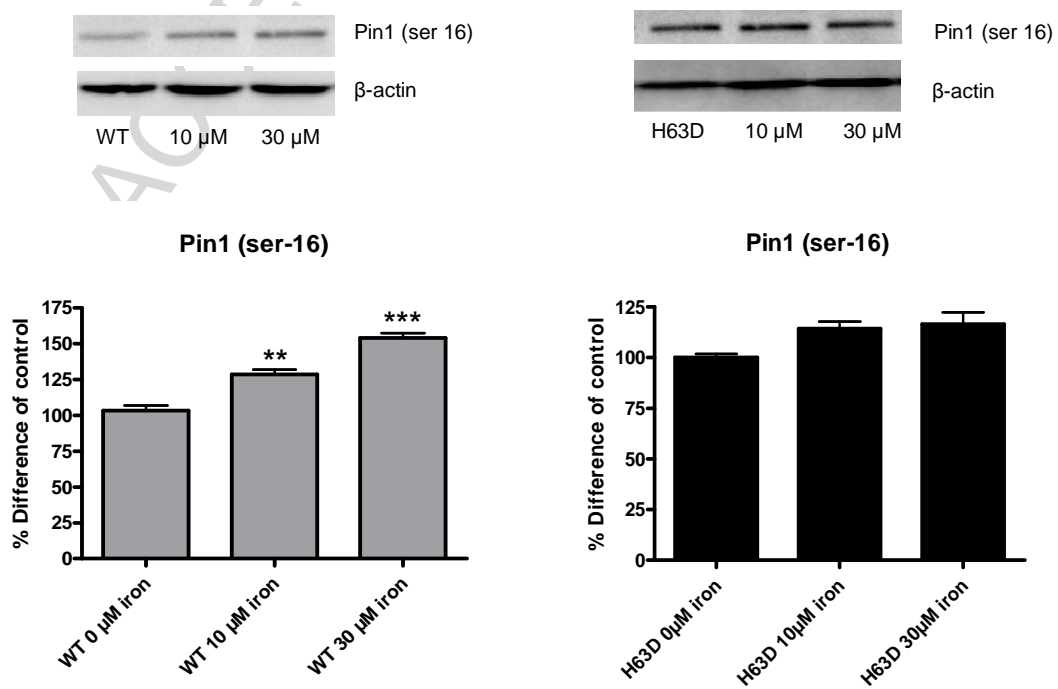 Pin1 (ser 16)
β-actin
WT 10 µM 30 µM
Pin1 (ser 16)
β-actin
H63D 10 µM 30 µM
Pin1 (ser-16)
% Difference of control
175
150
125
100
75
50
25
0
**
***
WT 0 µM iron
WT 10 µM iron
WT 30 µM iron
Pin1 (ser-16)
% Difference of control
125
100
75
50
25
0
H63D 0µM iron
H63D 10µM iron
H63D 30µM iron